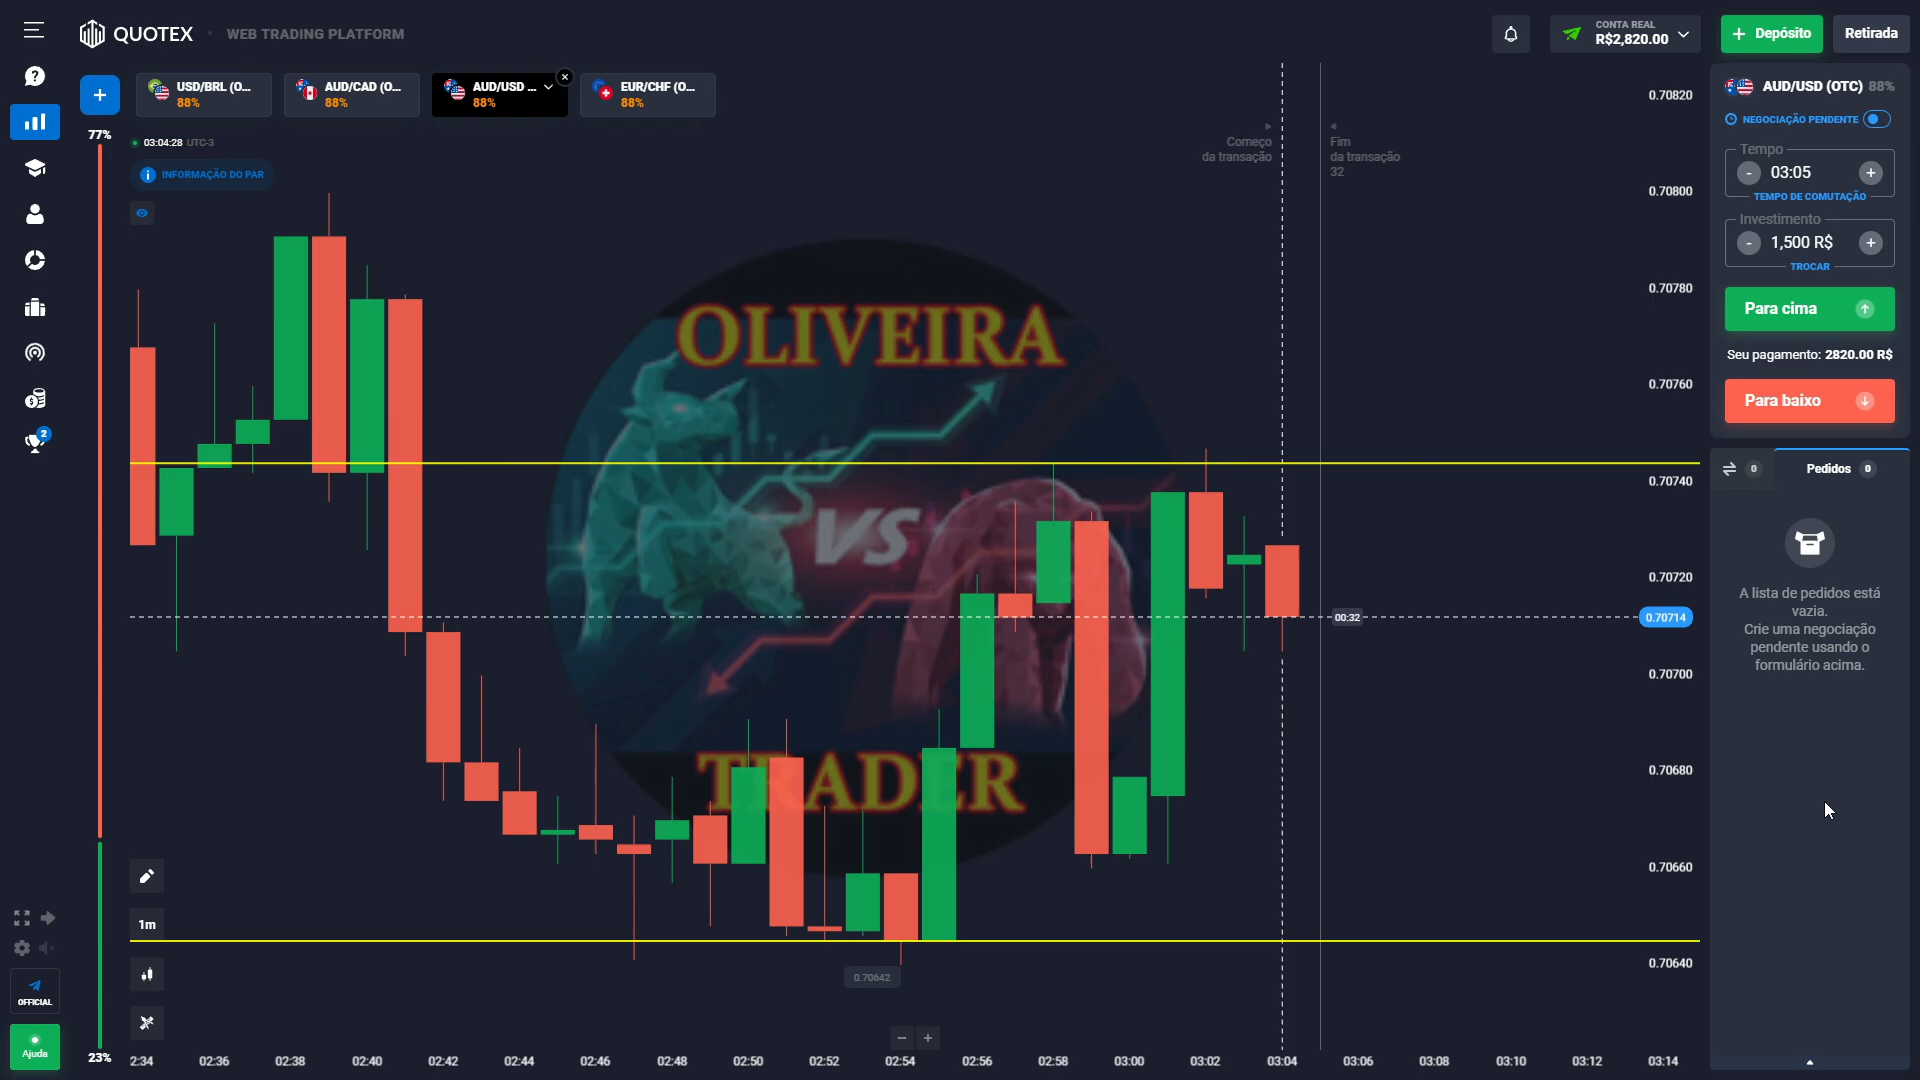 QUOTEX
WEB TRADING PLATFORM
CONTA REAL
R$2,820.00
Depósito
Retirada
USD/BRL (O...
88%
AUD/CAD (O...
88%
AUD/USD ...
88%
EUR/CHF (O...
88%
77%
03:04:28 UTC-3
INFORMAÇÃO DO PAR
Começo
da transação
Fim
da transação
32
0.70820
0.70800
0.70780
0.70760
0.70740
0.70720
0.70714
0.70700
0.70680
0.70660
0.70640
00:32
OLIVEIRA
VS
TRADER
0.70642
AUD/USD (OTC) 88%
NEGOCIAÇÃO PENDENTE
Tempo
- 03:05 +
TEMPO DE COMUTAÇÃO
Investimento
- 1,500 R$ +
TROCAR
Para cima
Seu pagamento: 2820.00 R$
Para baixo
0
Pedidos 0
A lista de pedidos está
vazia.
Crie uma negociação
pendente usando o
formulário acima.
2
1m
OFFICIAL
Ajuda
23%
2:34 02:36 02:38 02:40 02:42 02:44 02:46 02:48 02:50 02:52 02:54 02:56 02:58 03:00 03:02 03:04 03:06 03:08 03:10 03:12 03:14